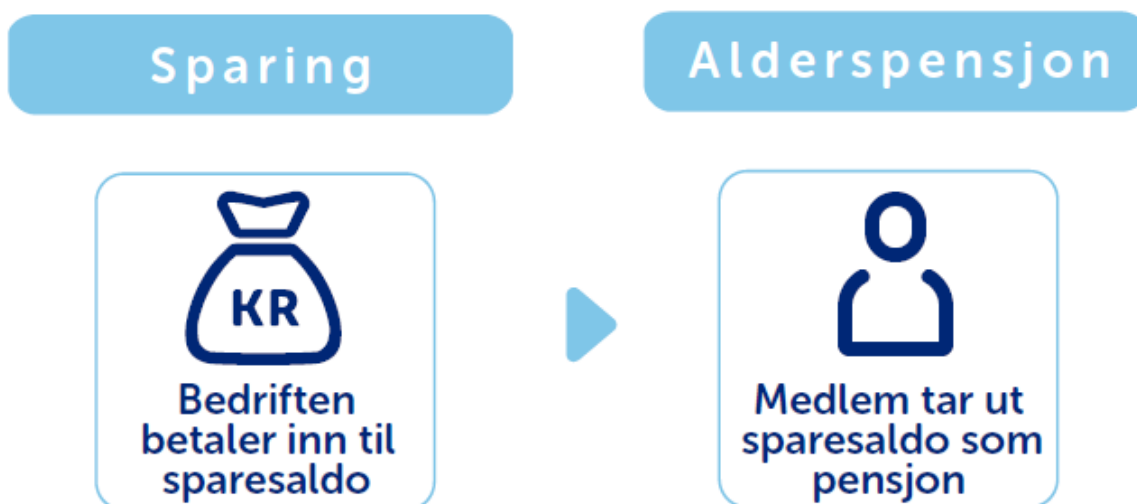 Sparing
Alderspensjon
KR
Bedriften
betaler inn til
sparesaldo
Medlem tar ut
sparesaldo som
pensjon